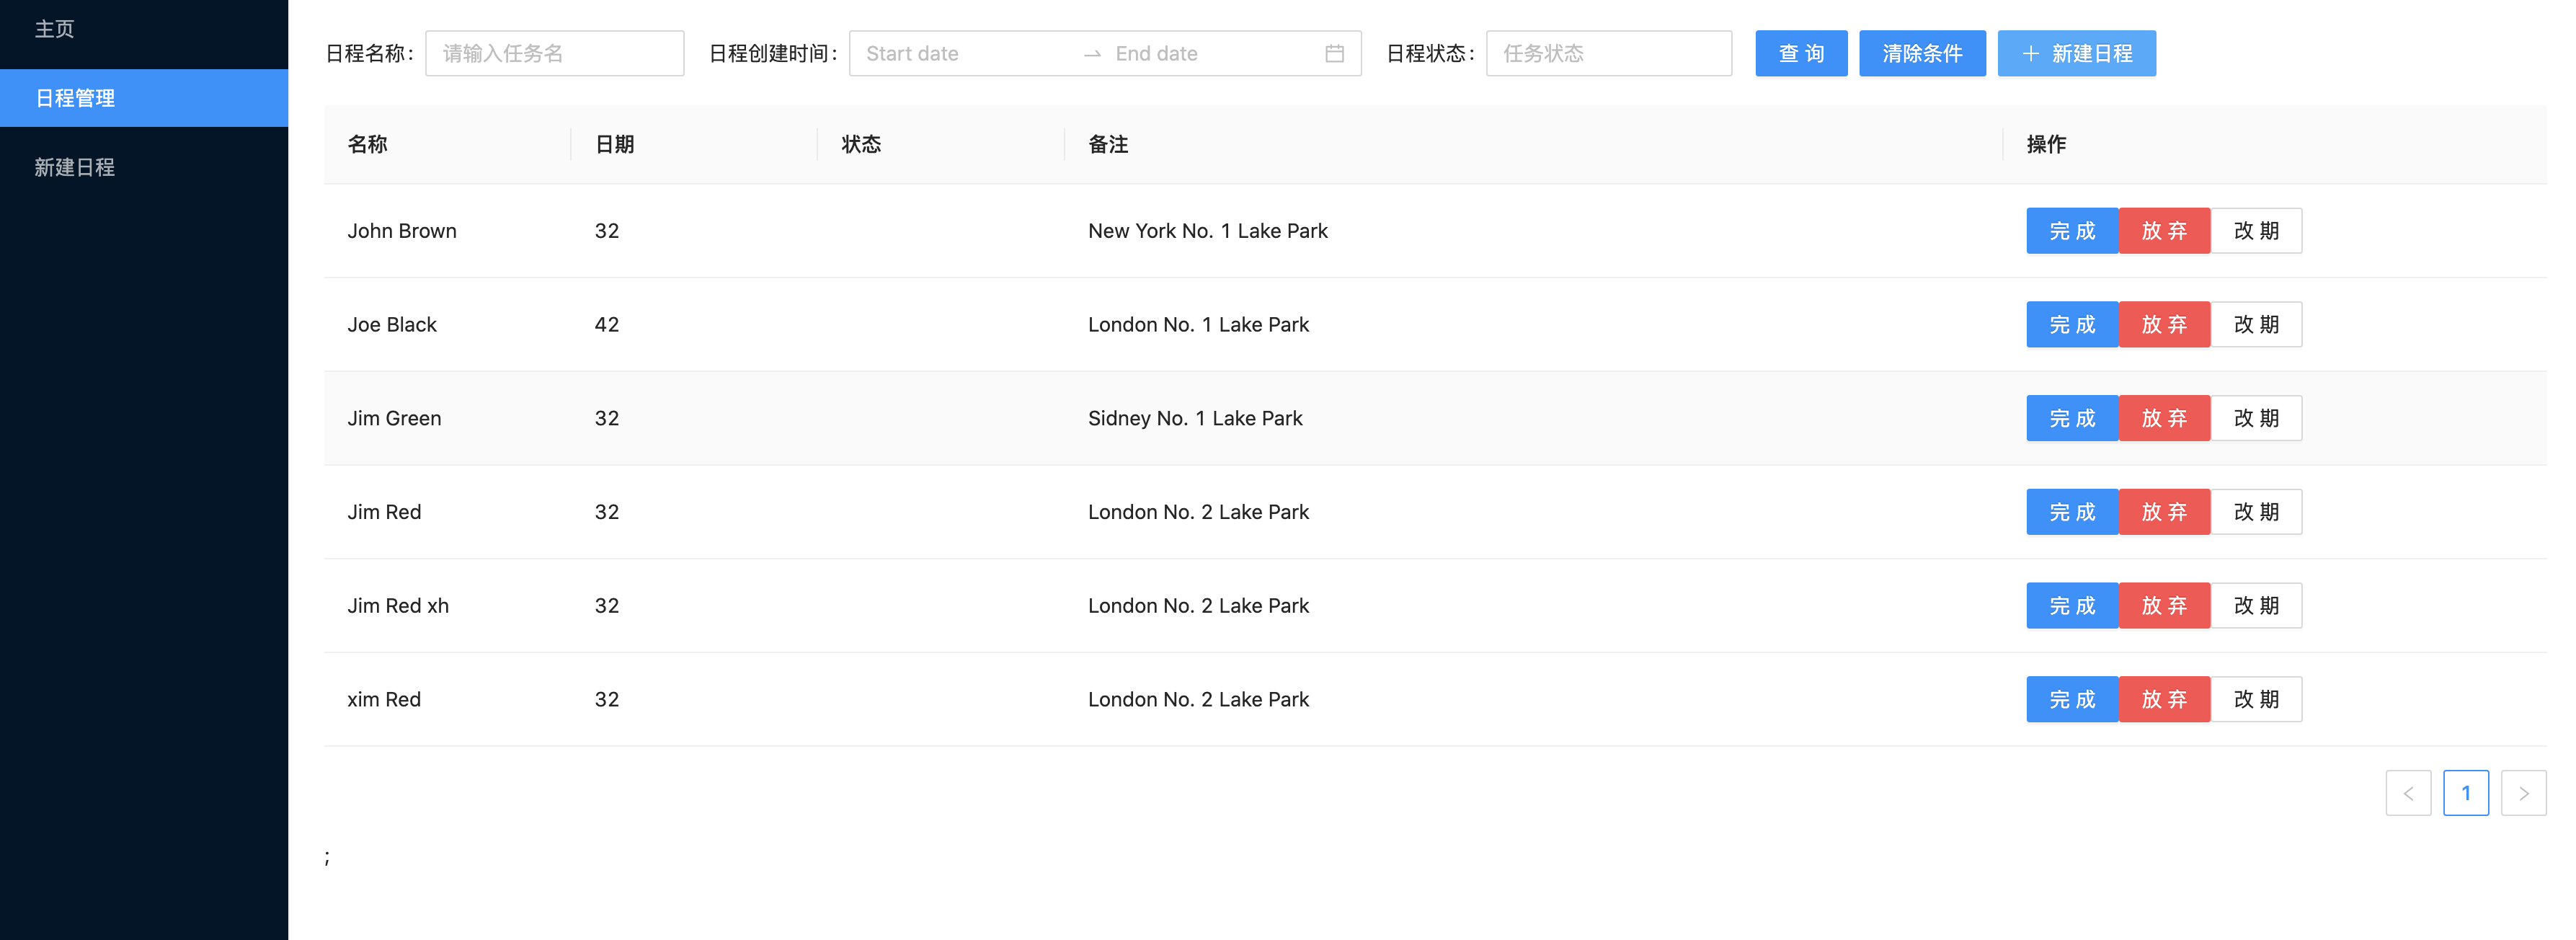 主页
日程管理
新建日程
日程名称: 请输入任务名 日程创建时间: Start date End date 日程状态: 任务状态 查 询 清除条件 + 新建日程
名称 日期 状态 备注 操作
John Brown 32 New York No. 1 Lake Park 完 成 放 弃 改 期
Joe Black 42 London No. 1 Lake Park 完 成 放 弃 改 期
Jim Green 32 Sidney No. 1 Lake Park 完 成 放 弃 改 期
Jim Red 32 London No. 2 Lake Park 完 成 放 弃 改 期
Jim Red xh 32 London No. 2 Lake Park 完 成 放 弃 改 期
xim Red 32 London No. 2 Lake Park 完 成 放 弃 改 期
< 1 >
;